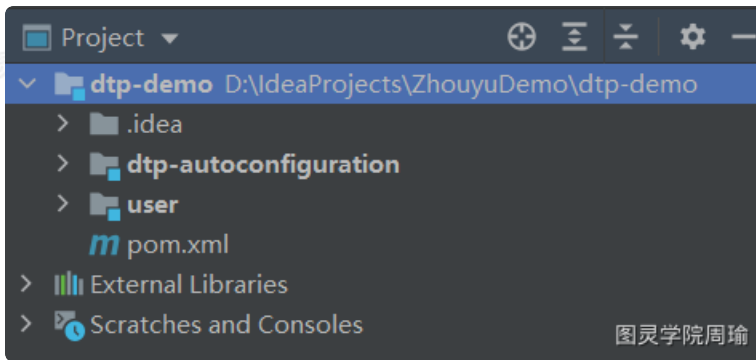 Project
dtp-demo D:\IdeaProjects\ZhouyuDemo\dtp-demo
.idea
dtp-autoconfiguration
user
m pom.xml
External Libraries
Scratches and Consoles
图灵学院周瑜